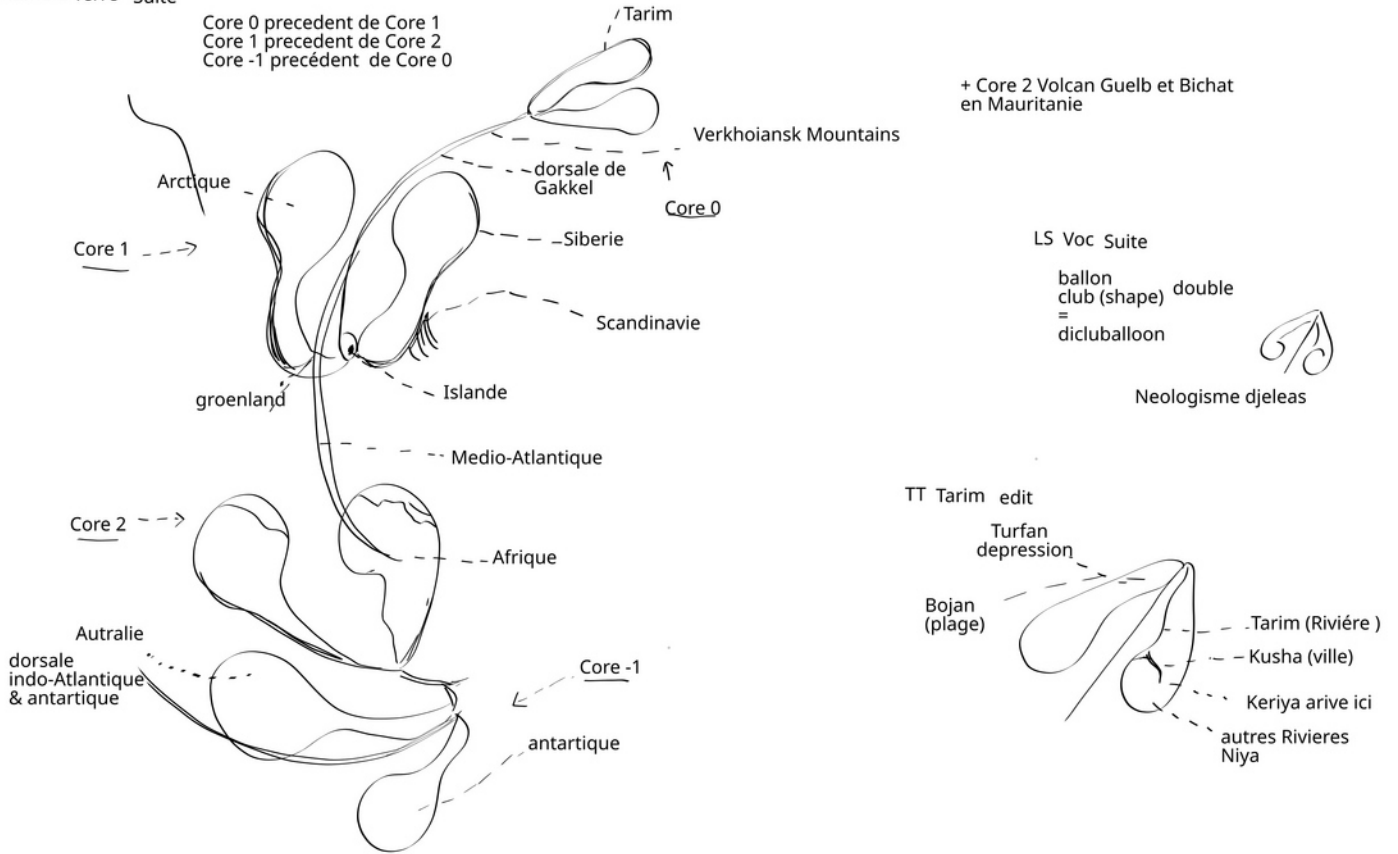 Suite
Core 0 precedent de Core 1
Core 1 precedent de Core 2
Core -1 precédent de Core 0
Tarim
+ Core 2 Volcan Guelb et Bichat
en Mauritanie
Verkhoiansk Mountains
dorsale de
Gakkel
Arctique
Core 0
Core 1
Siberie
Scandinavie
groenland
Islande
Medio-Atlantique
Core 2
Afrique
Autralie
dorsale
indo-Atlantique
& antartique
Core -1
antartique
LS Voc Suite
ballon
club (shape) double
=
dicluballoon
Neologisme djeleas
TT Tarim edit
Turfan
depression
Bojan
(plage)
Tarim (Riviére )
Kusha (ville)
Keriya arive ici
autres Rivieres
Niya